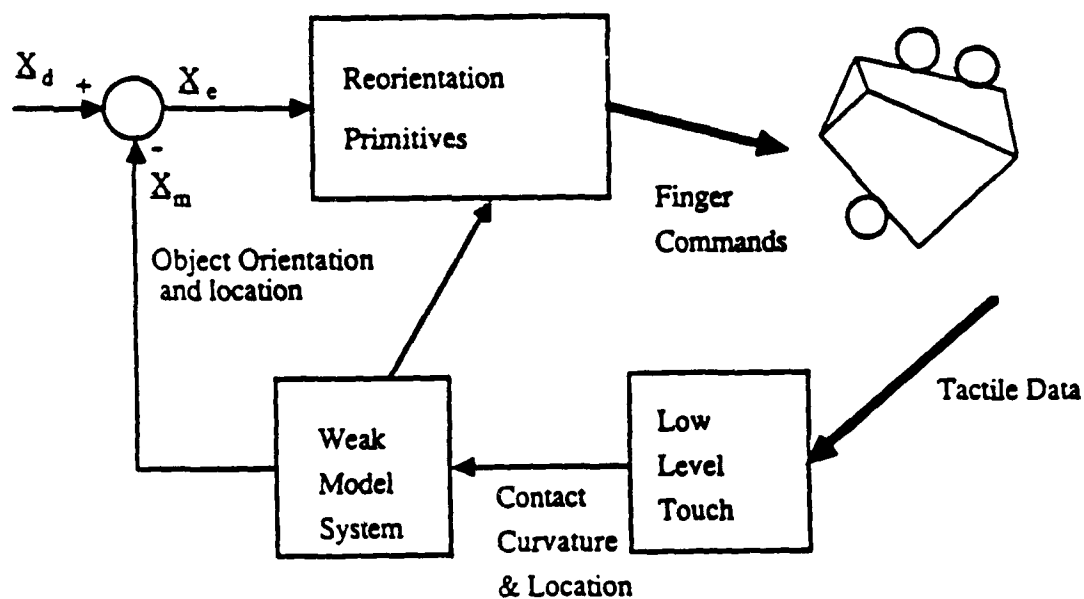 X_d +
X_e
Reorientation
Primitives
-
X_m
Finger
Commands
Object Orientation
and location
Tactile Data
Weak
Model
System
Low
Level
Touch
Contact
Curvature
& Location